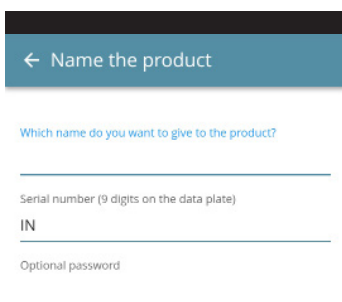 Name the product
Which name do you want to give to the product?
Serial number (9 digits on the data plate)
IN
Optional password